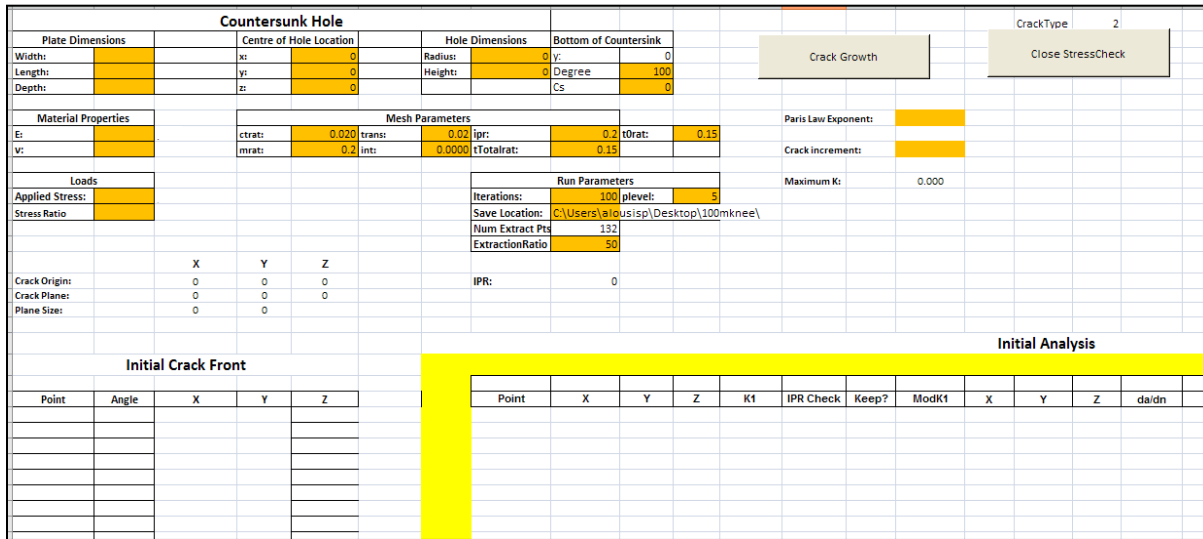 Countersunk Hole CrackType 2
Plate Dimensions Centre of Hole Location Hole Dimensions Bottom of Countersink
Width: x: 0 Radius: 0 y: 0 Crack Growth Close StressCheck
Length: y: 0 Height: 0 Degree 100
Depth: z: 0 Cs 0
Material Properties Mesh Parameters Paris Law Exponent:
E: ctrat: 0.020 trans: 0.02 ipr: 0.2 t0rat: 0.15
v: mrat: 0.2 int: 0.0000 tTotalrat: 0.15 Crack increment:
Loads Run Parameters Maximum K: 0.000
Applied Stress: Iterations: 100 plevel: 5
Stress Ratio Save Location: C:\Users\alousisp\Desktop\100mknee\
Num Extract Pts 132
ExtractionRatio 50
X Y Z
Crack Origin: 0 0 0 IPR: 0
Crack Plane: 0 0 0
Plane Size: 0 0
Initial Analysis
Initial Crack Front
Point Angle X Y Z Point X Y Z K1 IPR Check Keep? ModK1 X Y Z da/dn